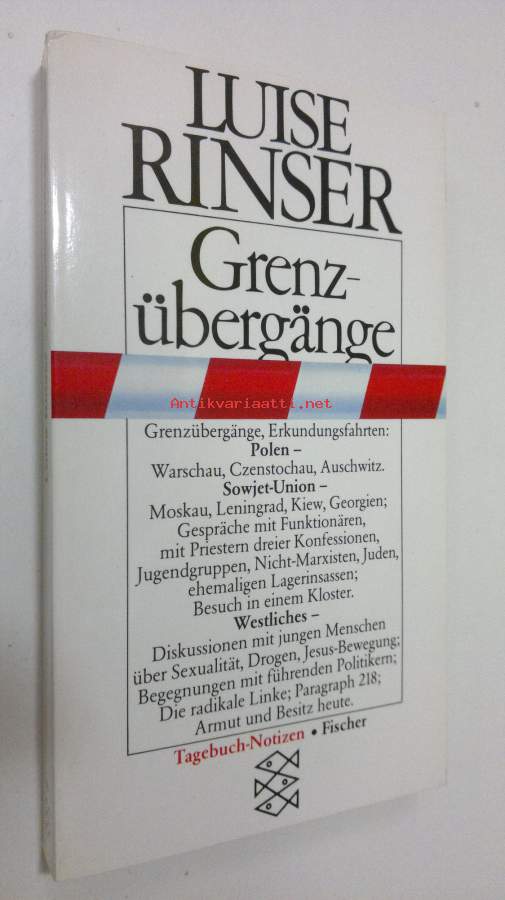 LUISE
RINSER
Grenz-
übergänge
Antikvariaatti.net
Grenzübergänge, Erkundungsfahrten:
Polen –
Warschau, Czenstochau, Auschwitz.
Sowjet-Union –
Moskau, Leningrad, Kiew, Georgien;
Gespräche mit Funktionären,
mit Priestern dreier Konfessionen,
Jugendgruppen, Nicht-Marxisten, Juden,
ehemaligen Lagerinsassen;
Besuch in einem Kloster.
Westliches –
Diskussionen mit jungen Menschen
über Sexualität, Drogen, Jesus-Bewegung;
Begegnungen mit führenden Politikern;
Die radikale Linke; Paragraph 218;
Armut und Besitz heute.
Tagebuch-Notizen • Fischer